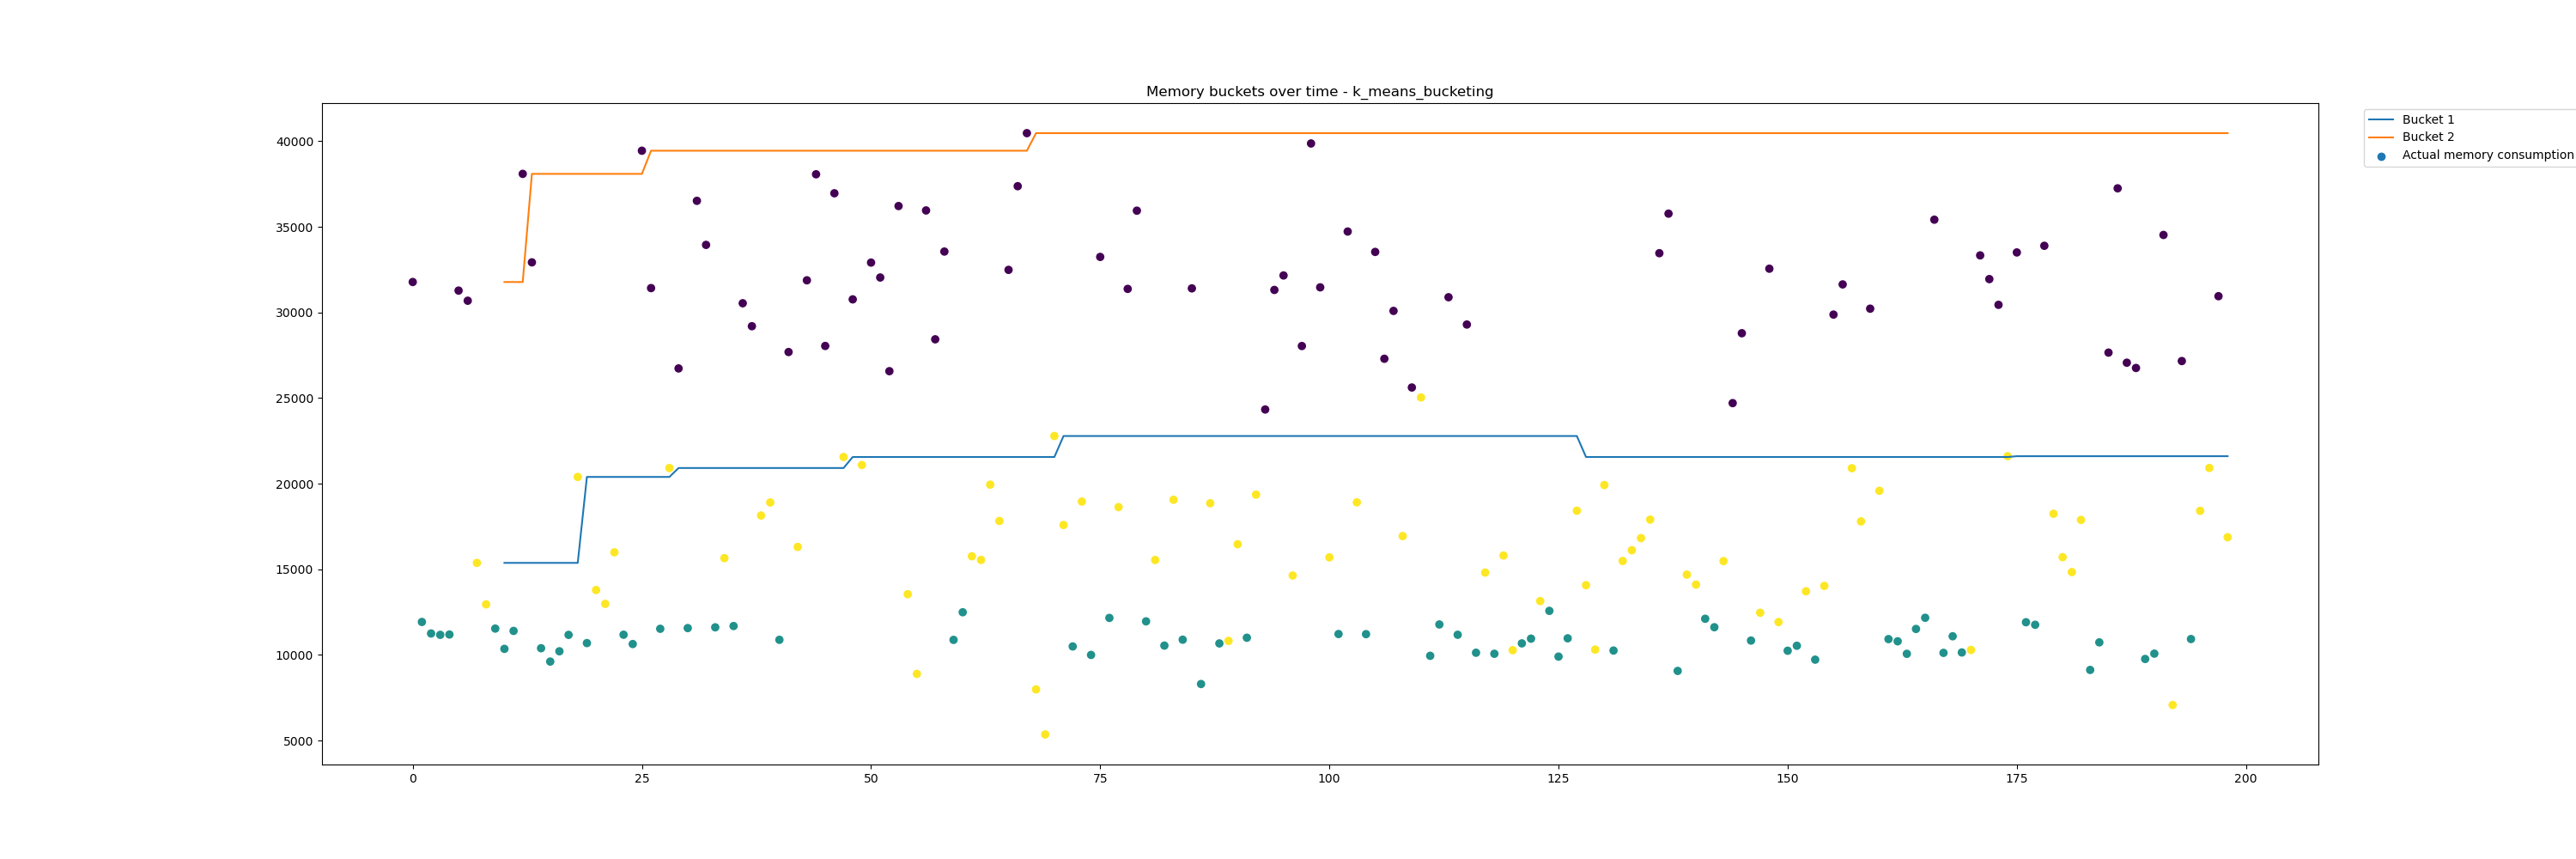 Memory buckets over time - k_means_bucketing
Bucket 1
Bucket 2
Actual memory consumption
40000
35000
30000
25000
20000
15000
10000
5000
0 25 50 75 100 125 150 175 200